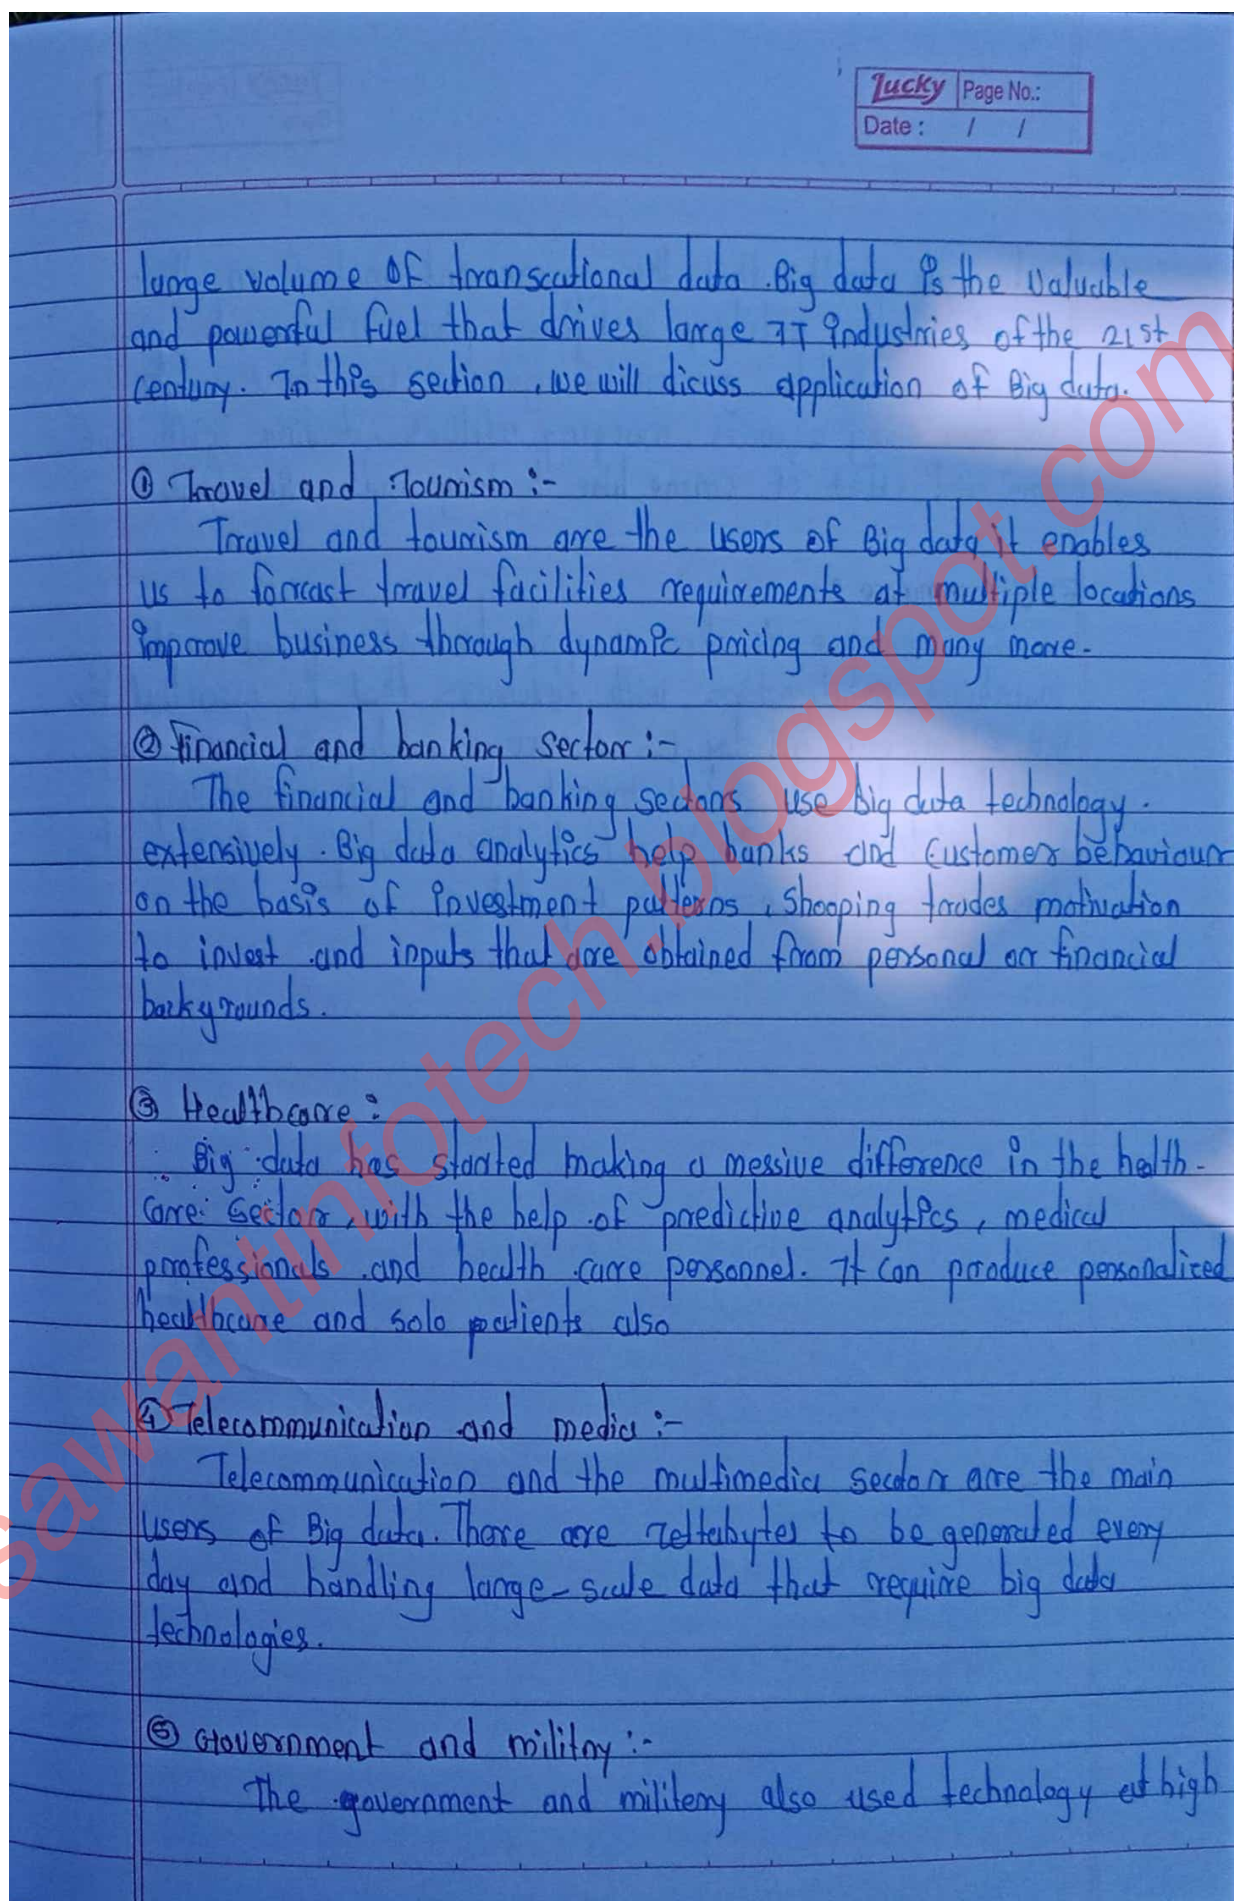 Lucky Page No.:
Date : / /
large volume of transcational data. Big data is the valuable
and powerful fuel that drives large IT industries of the 21st
century. In this section, we will dicuss application of Big data.
① Travel and Tourism :-
Travel and tourism are the users of Big data it enables
us to forcast travel facilities requirements at multiple locations
improve business through dynamic pricing and many more.
② Financial and banking sector :-
The financial and banking sectors use big data technology.
extensively. Big data analytics help banks and customer behaviour
on the basis of investment patterns, shooping trades motivation
to invest and inputs that are obtained from personal or financial
backgrounds.
③ Healthcare :
Big data has started making a messive difference in the health-
care sector, with the help of predictive analytics, medical
professionals and health care personnel. It can produce personalized
healthcare and solo patients also
④ Telecommunication and media :-
Telecommunication and the multimedia sector are the main
users of Big data. There are zettabytes to be generated every
day and handling large-scale data that require big data
technologies.
⑤ Government and militry :-
The government and military also used technology at high
sawantinfotech.blogspot.com